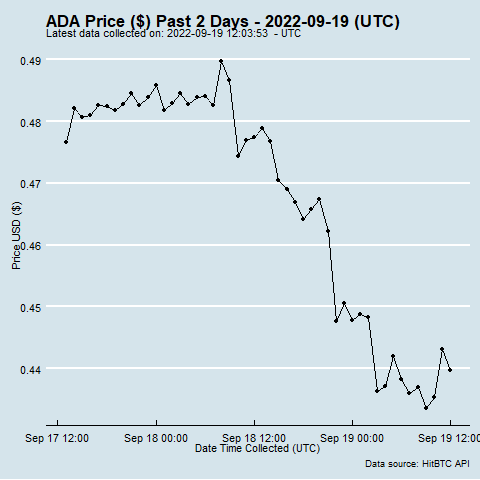 ADA Price ($) Past 2 Days - 2022-09-19 (UTC)
Latest data collected on: 2022-09-19 12:03:53 - UTC
0.49
0.48
0.47
0.46
0.45
0.44
Price USD ($)
Sep 17 12:00 Sep 18 00:00 Sep 18 12:00 Sep 19 00:00 Sep 19 12:00
Date Time Collected (UTC)
Data source: HitBTC API